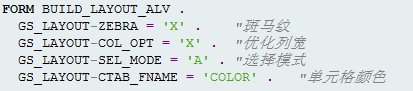 FORM BUILD_LAYOUT_ALV .
GS_LAYOUT-ZEBRA = 'X' . "斑马纹
GS_LAYOUT-COL_OPT = 'X' . "优化列宽
GS_LAYOUT-SEL_MODE = 'A' . "选择模式
GS_LAYOUT-CTAB_FNAME = 'COLOR' . "单元格颜色